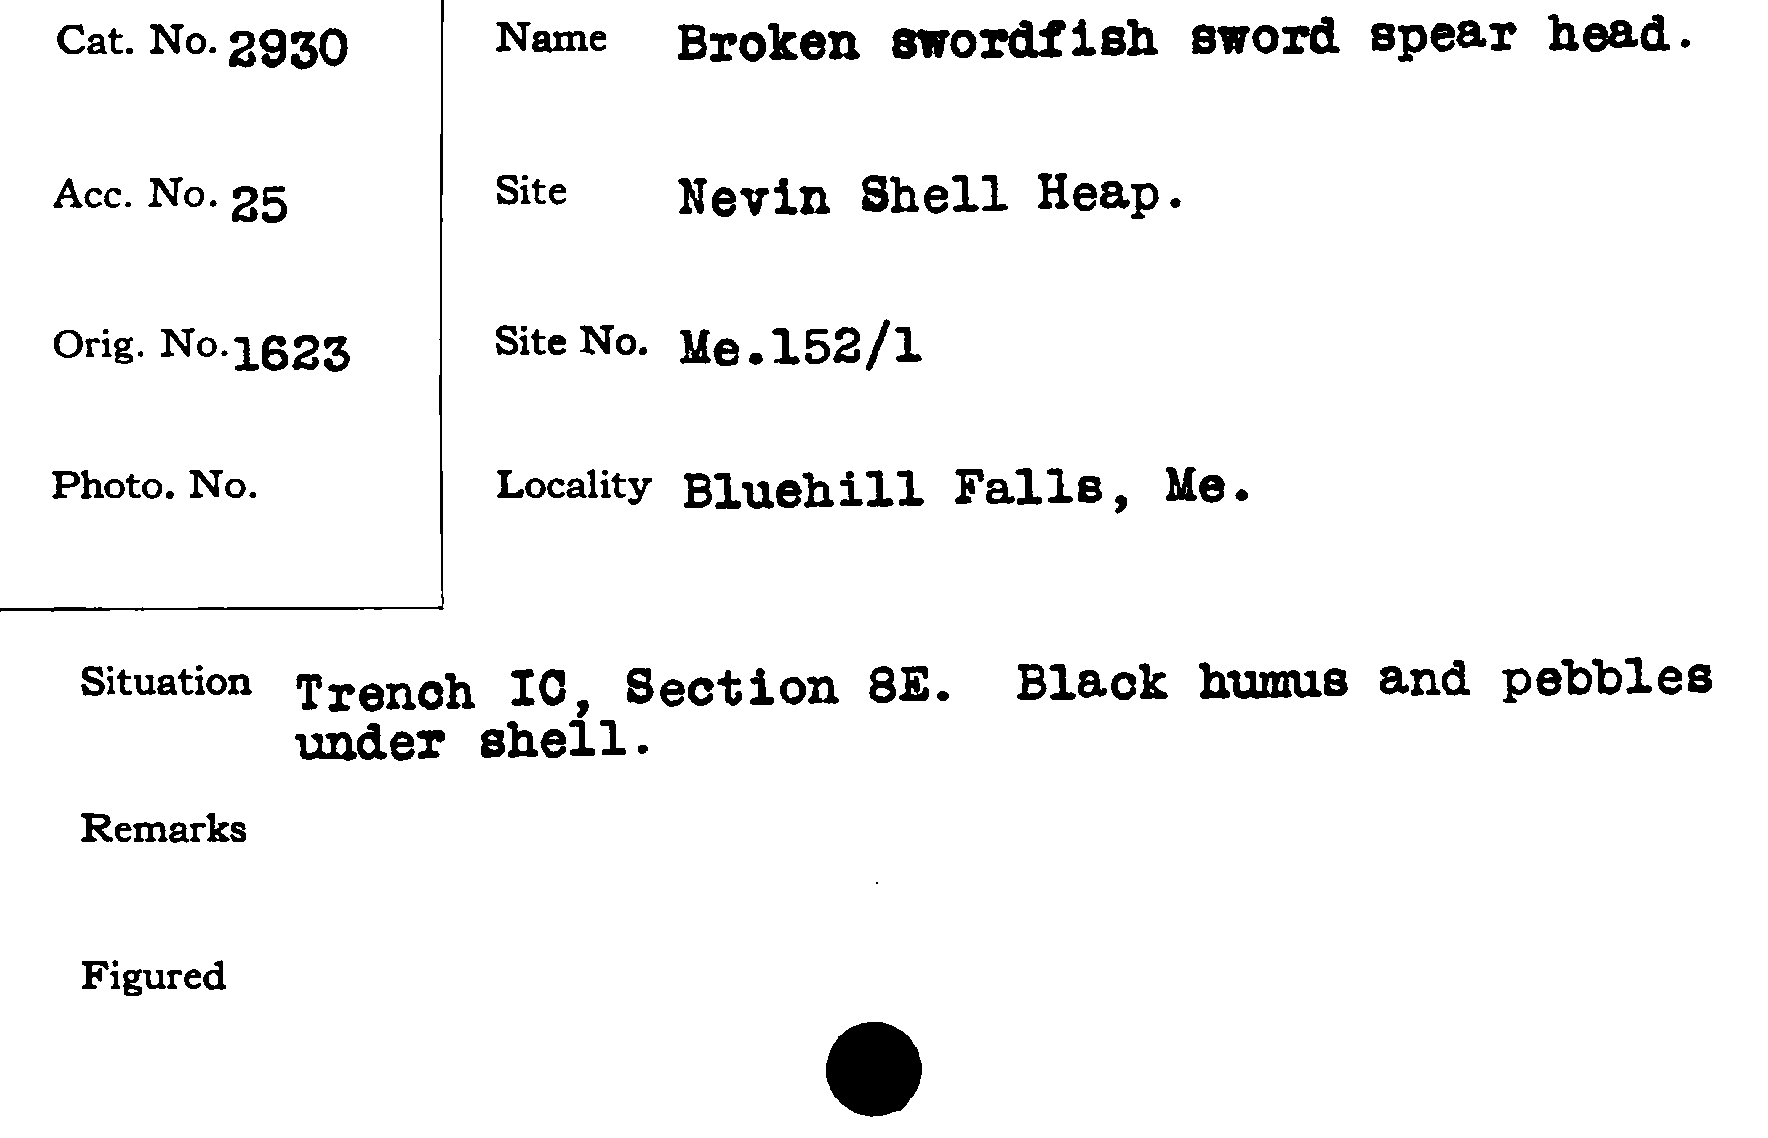 Cat. No. 2930
Name Broken swordfish sword spear head.
Acc. No. 25
Site Nevin Shell Heap.
Orig. No. 1623
Site No. Me.152/1
Photo. No.
Locality Bluehill Falls, Me.
Situation Trench IC, Section 8E. Black humus and pebbles
under shell.
Remarks
Figured